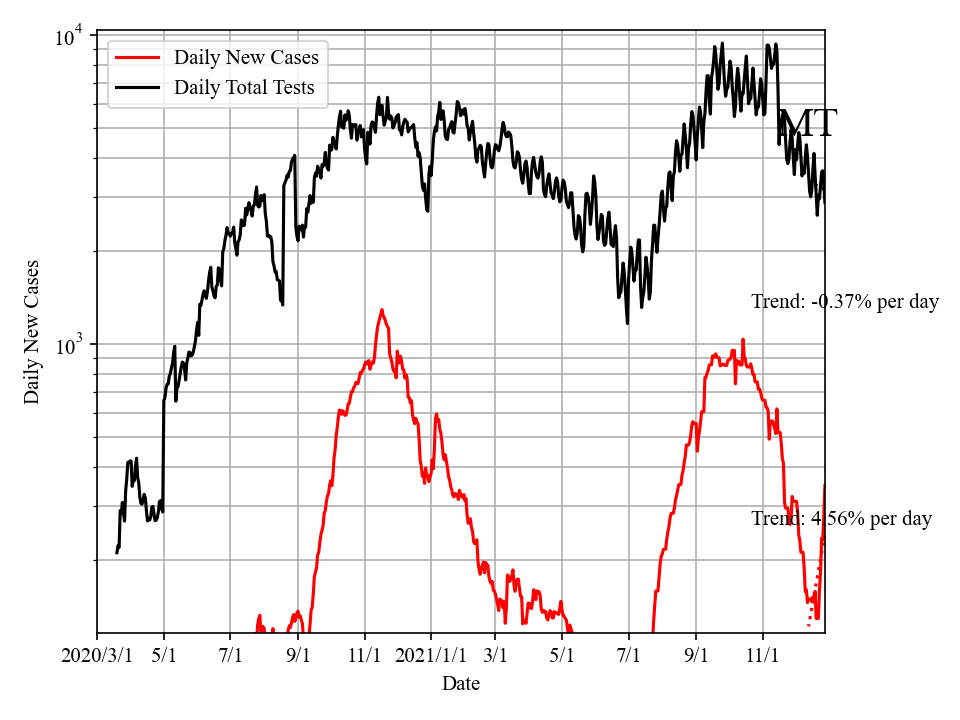 10^4
Daily New Cases
Daily Total Tests
MT
Trend: -0.37% per day
10^3
Daily New Cases
Trend: 4.56% per day
2020/3/1 5/1 7/1 9/1 11/1 2021/1/1 3/1 5/1 7/1 9/1 11/1
Date